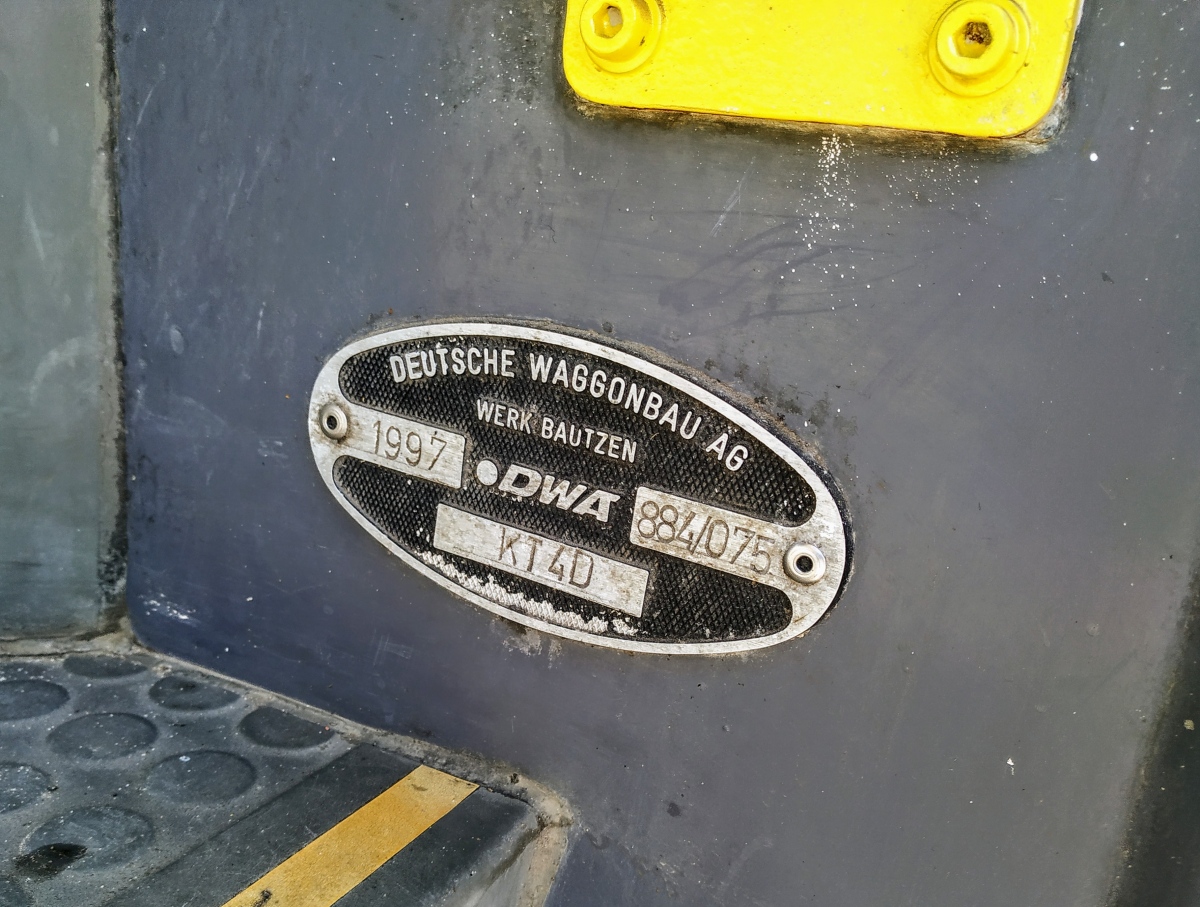 DEUTSCHE WAGGONBAU AG
WERK BAUTZEN
1997
DWA
884/075
KT4D